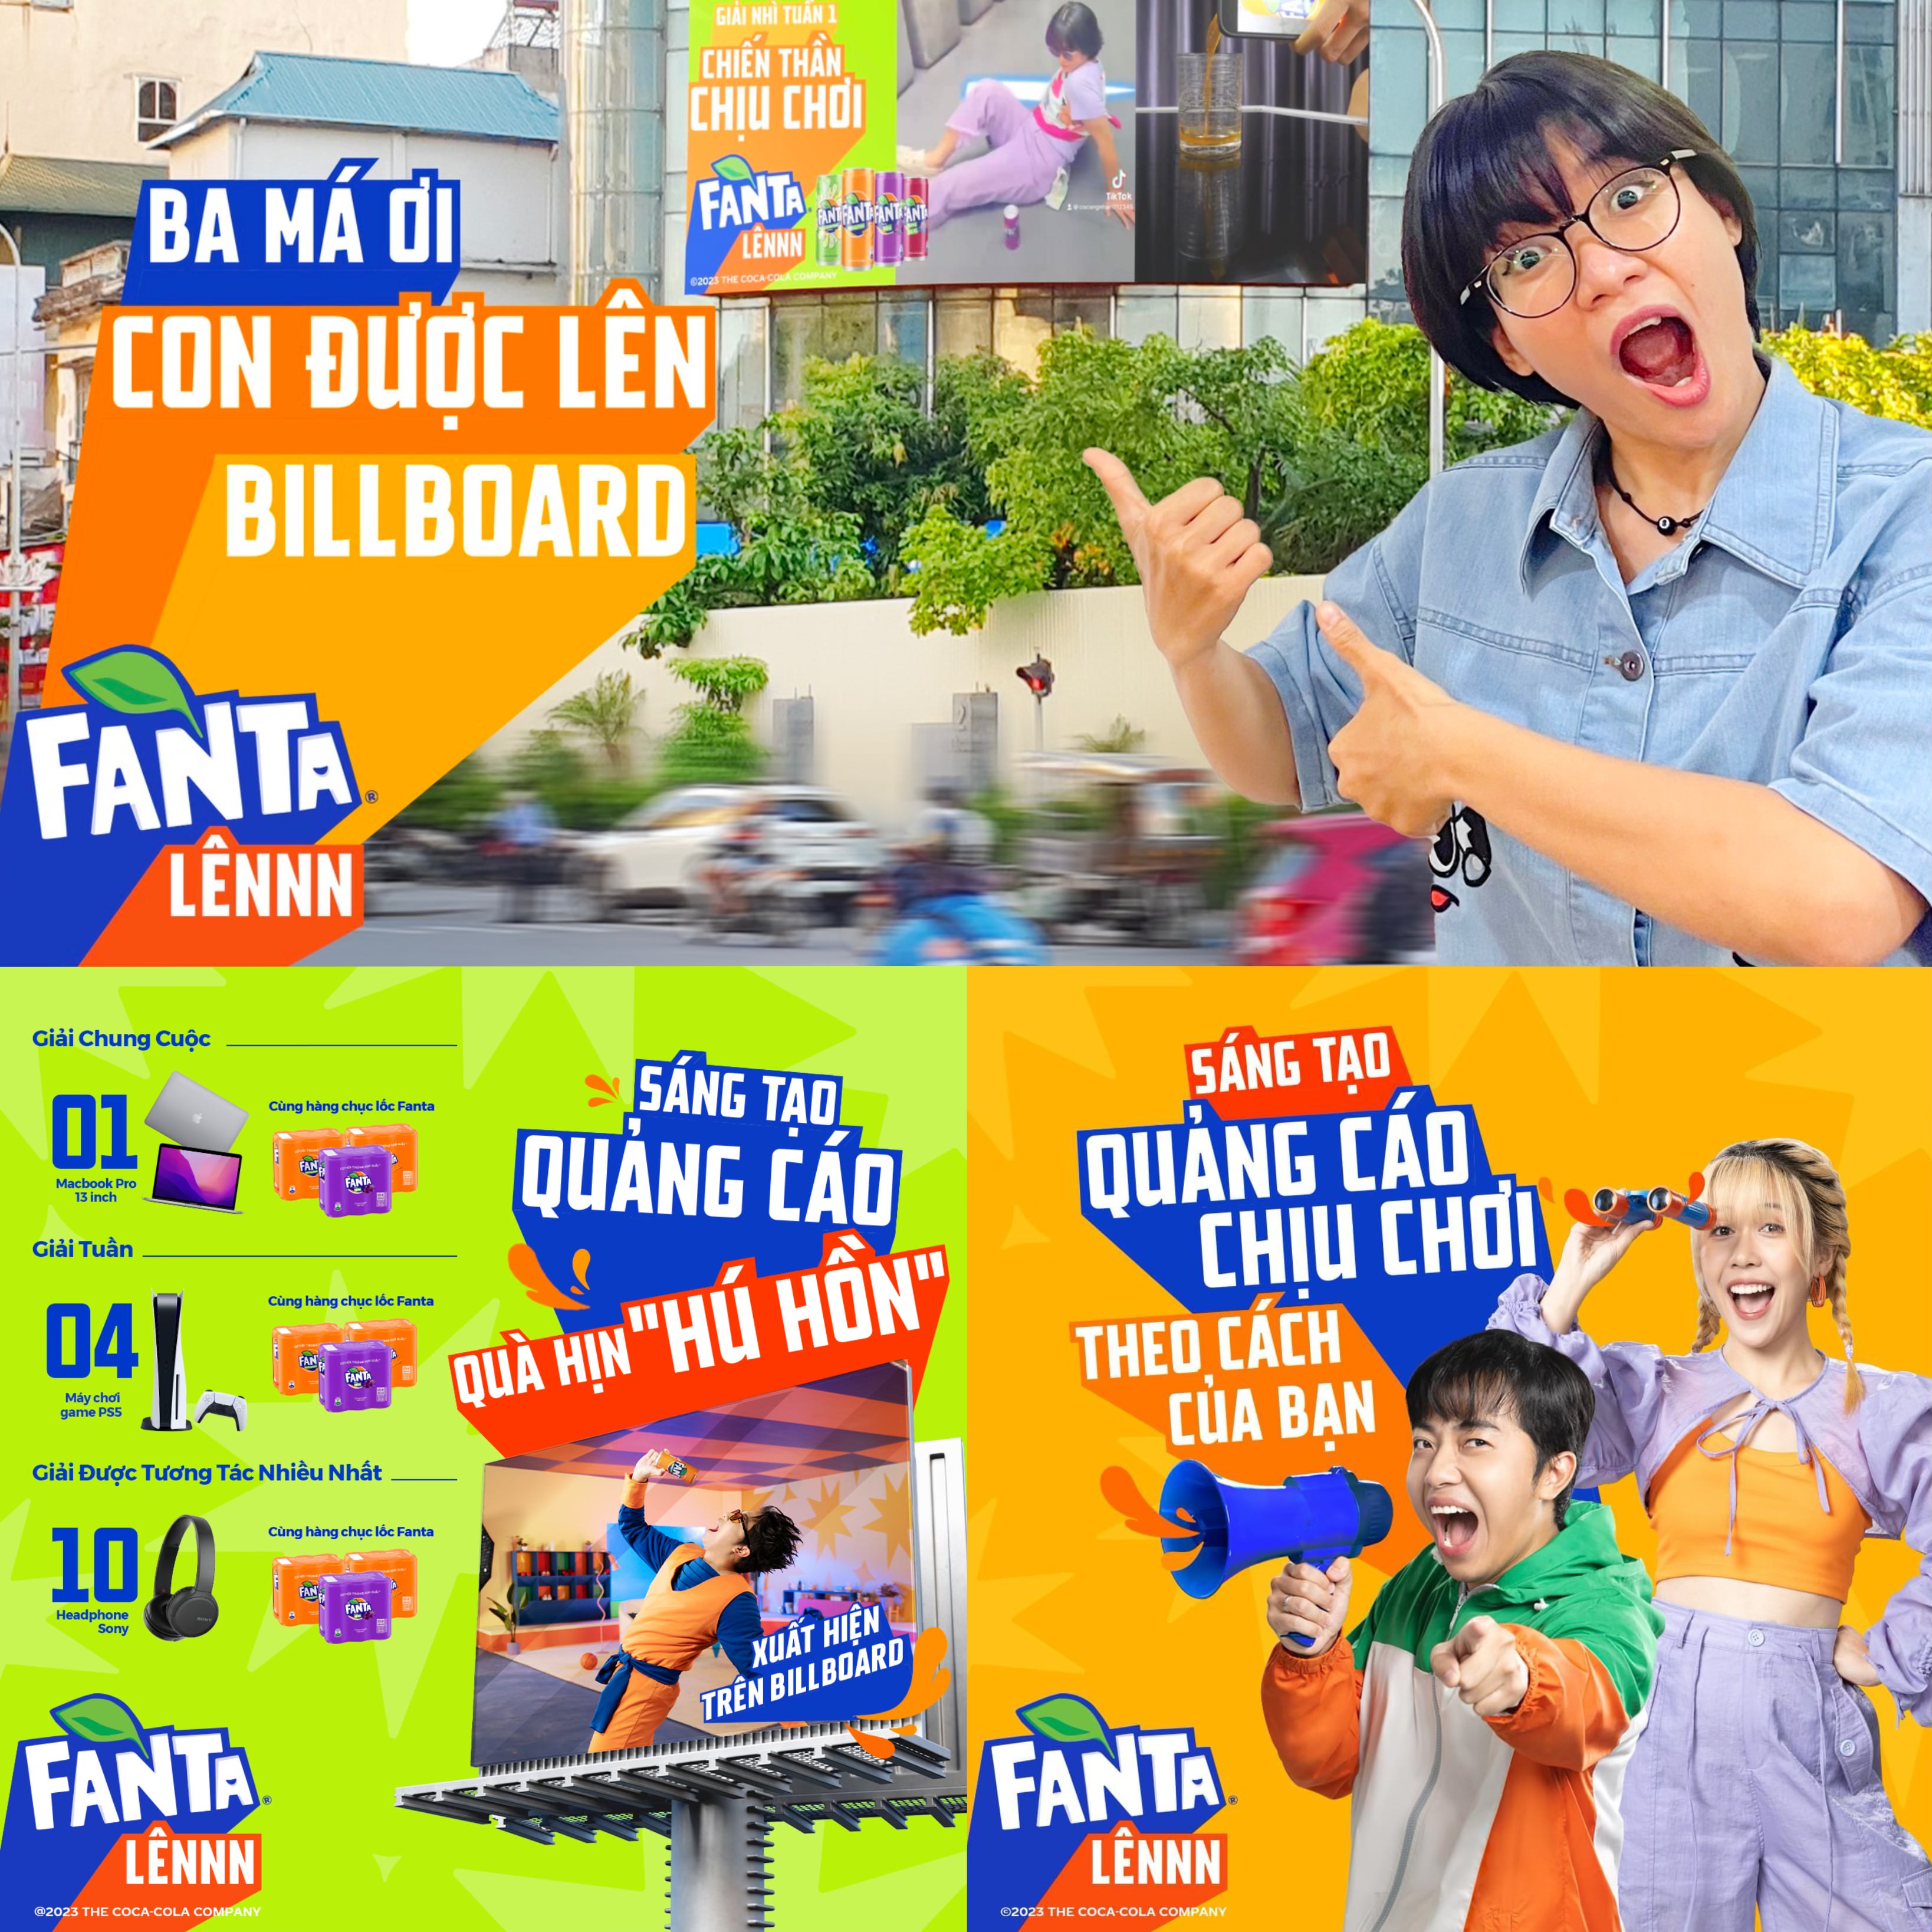 GIẢI NHÌ TUẦN 1
CHIẾN THẦN
CHỊU CHƠI
FANTA
LÊNNN
©2023 THE COCA-COLA COMPANY
TikTok
BA MÁ ƠI
CON ĐƯỢC LÊN
BILLBOARD
FANTA®
LÊNNN
Giải Chung Cuộc
01
Macbook Pro
13 inch
Cùng hàng chục lốc Fanta
FANTA
Giải Tuần
04
Máy chơi
game PS5
Cùng hàng chục lốc Fanta
FANTA
Giải Được Tương Tác Nhiều Nhất
10
Headphone
Sony
Cùng hàng chục lốc Fanta
FANTA
SÁNG TẠO
QUẢNG CÁO
QUÀ HỊN "HÚ HỒN"
XUẤT HIỆN
TRÊN BILLBOARD
FANTA®
LÊNNN
@2023 THE COCA-COLA COMPANY
SÁNG TẠO
QUẢNG CÁO
CHỊU CHƠI
THEO CÁCH
CỦA BẠN
FANTA®
LÊNNN
©2023 THE COCA-COLA COMPANY